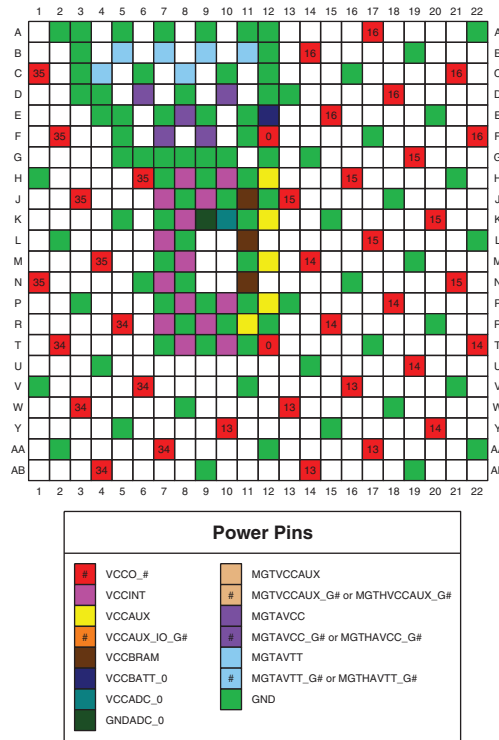 1 2 3 4 5 6 7 8 9 10 11 12 13 14 15 16 17 18 19 20 21 22
A 16 A
B 14 B
C 35 16 C
D 18 D
E 15 E
F 35 0 16 F
G 15 G
H 35 16 H
J 35 15 J
K 20 K
L 15 L
M 35 14 M
N 35 15 N
P 14 P
R 34 14 R
T 34 0 14 T
U 14 U
V 34 13 V
W 34 13 W
Y 13 14 Y
AA 34 13 AA
AB 34 13 AB
1 2 3 4 5 6 7 8 9 10 11 12 13 14 15 16 17 18 19 20 21 22
Power Pins
# VCCO_#
VCCINT
VCCAUX
# VCCAUX_IO_G#
VCCBRAM
VCCBATT_0
VCCADC_0
GNDADC_0
MGTVCCAUX
# MGTVCCAUX_G# or MGTHVCCAUX_G#
MGTAVCC
# MGTAVCC_G# or MGTHAVCC_G#
MGTAVTT
# MGTAVTT_G# or MGTHAVTT_G#
GND